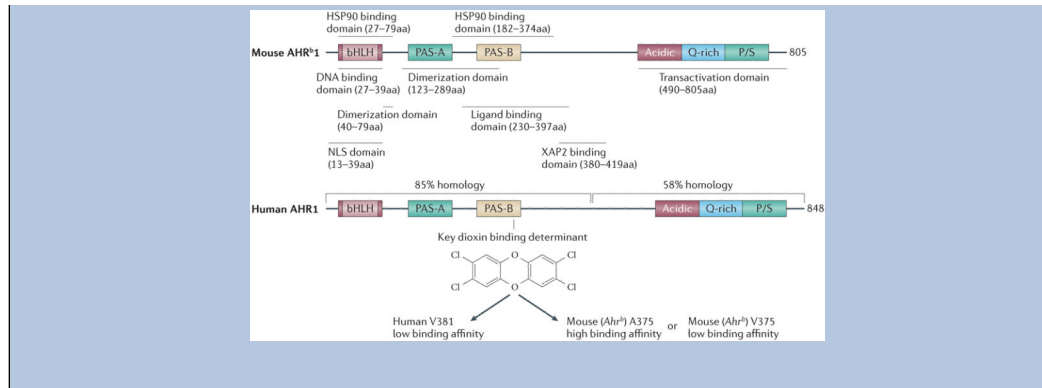 HSP90 binding
domain (27–79aa)
HSP90 binding
domain (182–374aa)
Mouse AHRᵇ1
bHLH
PAS-A
PAS-B
Acidic
Q-rich
P/S
805
DNA binding
domain (27–39aa)
Dimerization domain
(123–289aa)
Transactivation domain
(490–805aa)
Dimerization domain
(40–79aa)
Ligand binding
domain (230–397aa)
NLS domain
(13–39aa)
XAP2 binding
domain (380–419aa)
85% homology
58% homology
Human AHR1
bHLH
PAS-A
PAS-B
Acidic
Q-rich
P/S
848
Key dioxin binding determinant
Cl
O
Cl
Cl
O
Cl
Human V381
low binding affinity
Mouse (Ahrᵇ) A375
high binding affinity
or
Mouse (Ahrᵇ) V375
low binding affinity